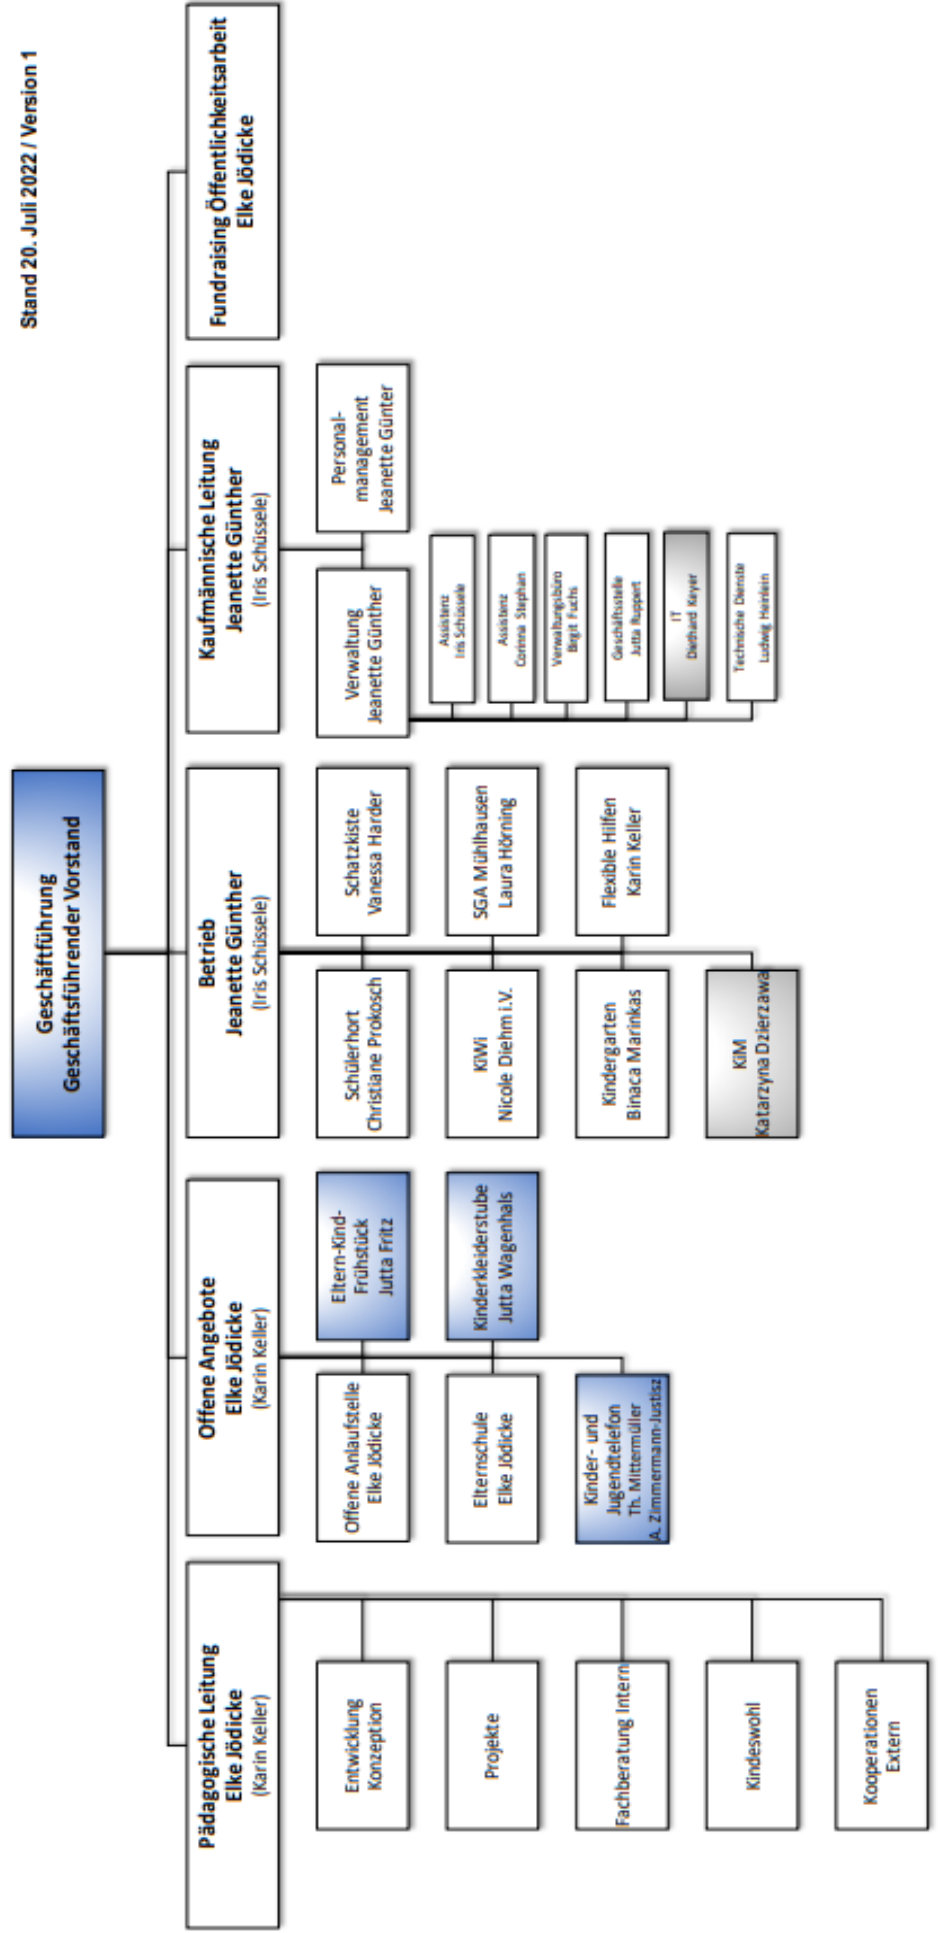 Stand 20. Juli 2022 / Version 1
Geschäftführung
Geschäftsführender Vorstand
Pädagogische Leitung
Elke Jödicke
(Karin Keller)
Entwicklung
Konzeption
Projekte
Fachberatung Intern
Kindeswohl
Kooperationen
Extern
Offene Angebote
Elke Jödicke
(Karin Keller)
Offene Anlaufstelle
Elke Jödicke
Eltern-Kind-
Frühstück
Jutta Fritz
Elternschule
Elke Jödicke
Kinderkleiderstube
Jutta Wagenhals
Kinder- und
Jugendtelefon
Th. Mittermüller
A. Zimmermann-Justisz
Betrieb
Jeanette Günther
(Iris Schüssele)
Schülerhort
Christiane Prokosch
Schatzkiste
Vanessa Harder
KiWi
Nicole Diehm i.V.
SGA Mühlhausen
Laura Hörning
Kindergarten
Binaca Marinkas
Flexible Hilfen
Karin Keller
KiM
Katarzyna Dzierzawa
Kaufmännische Leitung
Jeanette Günther
(Iris Schüssele)
Verwaltung
Jeanette Günther
Personal-
management
Jeanette Günter
Assistenz
Iris Schüssele
Assistenz
Corinna Stephan
Verwaltungsbüro
Birgit Fuchs
Geschäftsstelle
Jutta Ruppert
IT
Diethard Keyer
Technische Dienste
Ludwig Heinlein
Fundraising Öffentlichkeitsarbeit
Elke Jödicke